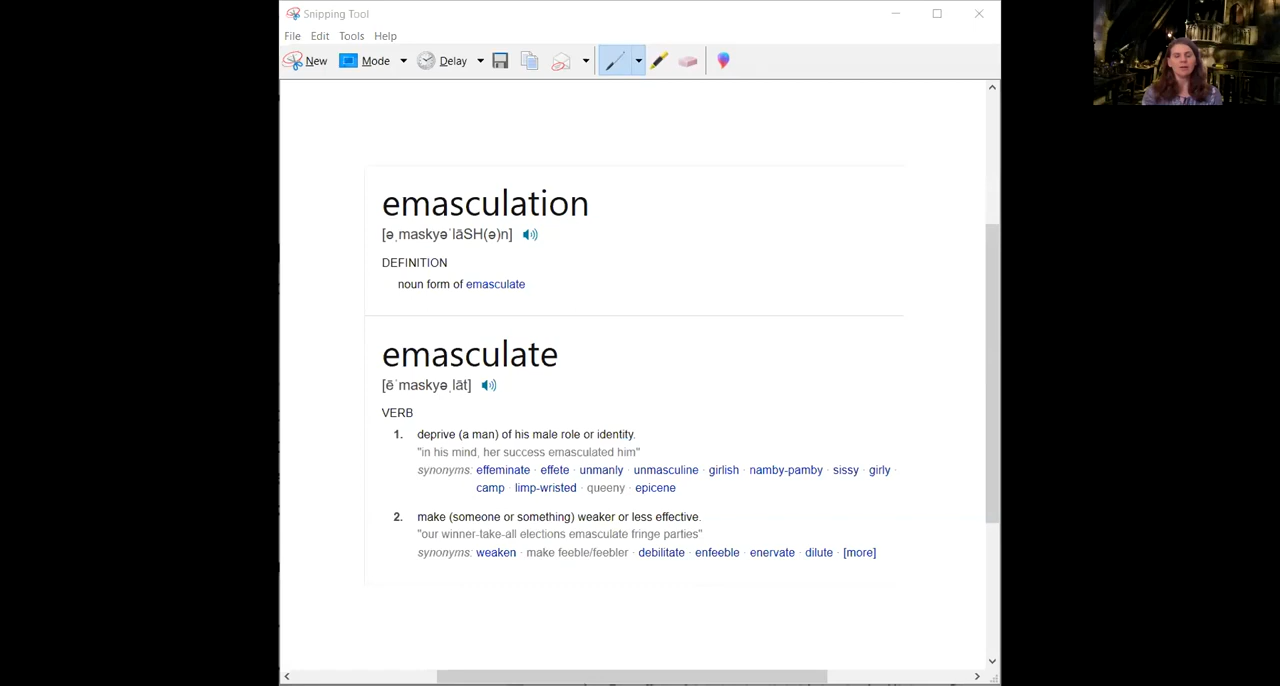 Snipping Tool
File Edit Tools Help
New Mode Delay
emasculation
[əˌmaskyəˈlāSH(ə)n]
DEFINITION
noun form of emasculate
emasculate
[ēˈmaskyəˌlāt]
VERB
1. deprive (a man) of his male role or identity.
"in his mind, her success emasculated him"
synonyms: effeminate · effete · unmanly · unmasculine · girlish · namby-pamby · sissy · girly ·
camp · limp-wristed · queeny · epicene
2. make (someone or something) weaker or less effective.
"our winner-take-all elections emasculate fringe parties"
synonyms: weaken · make feeble/feebler · debilitate · enfeeble · enervate · dilute · [more]